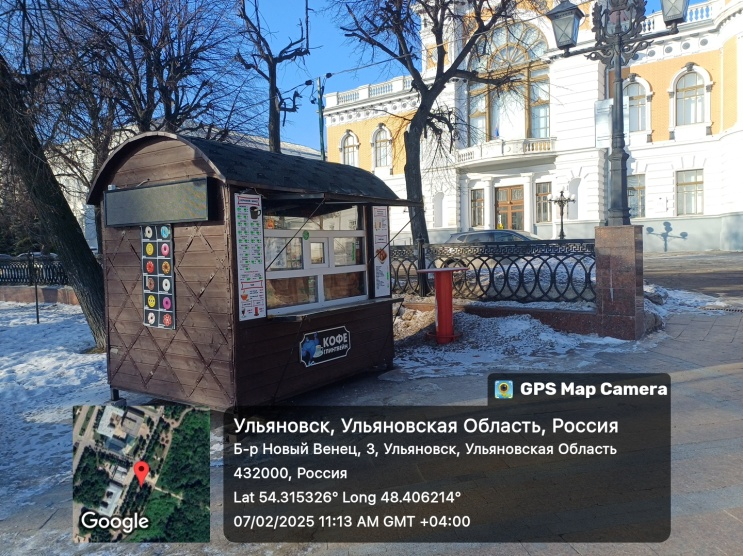 КОФЕ
ГЛИНТВЕЙН
GPS Map Camera
Ульяновск, Ульяновская Область, Россия
Б-р Новый Венец, 3, Ульяновск, Ульяновская Область
432000, Россия
Lat 54.315326° Long 48.406214°
07/02/2025 11:13 AM GMT +04:00
Google